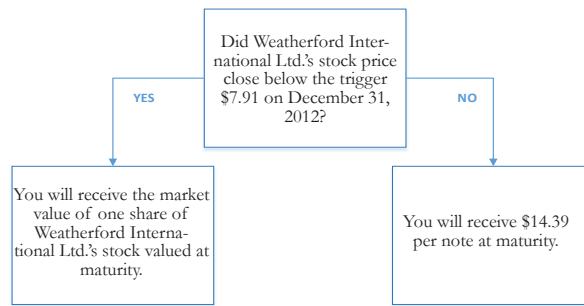 Did Weatherford Inter-
national Ltd.'s stock price
close below the trigger
$7.91 on December 31,
2012?
YES
NO
You will receive the market
value of one share of
Weatherford Interna-
tional Ltd.'s stock valued at
maturity.
You will receive $14.39
per note at maturity.